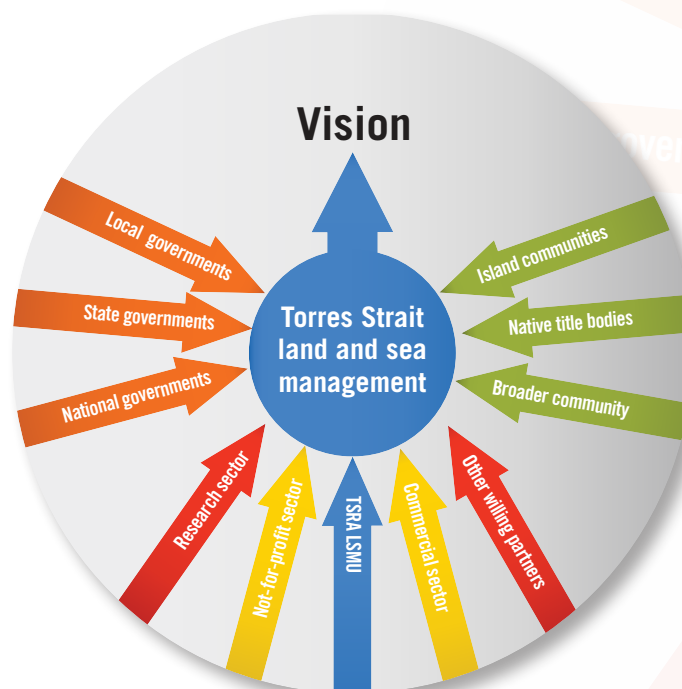 Vision
Torres Strait
land and sea
management
Local governments
State governments
National governments
Research sector
Not-for-profit sector
TSRA LSMU
Commercial sector
Other willing partners
Broader community
Native title bodies
Island communities